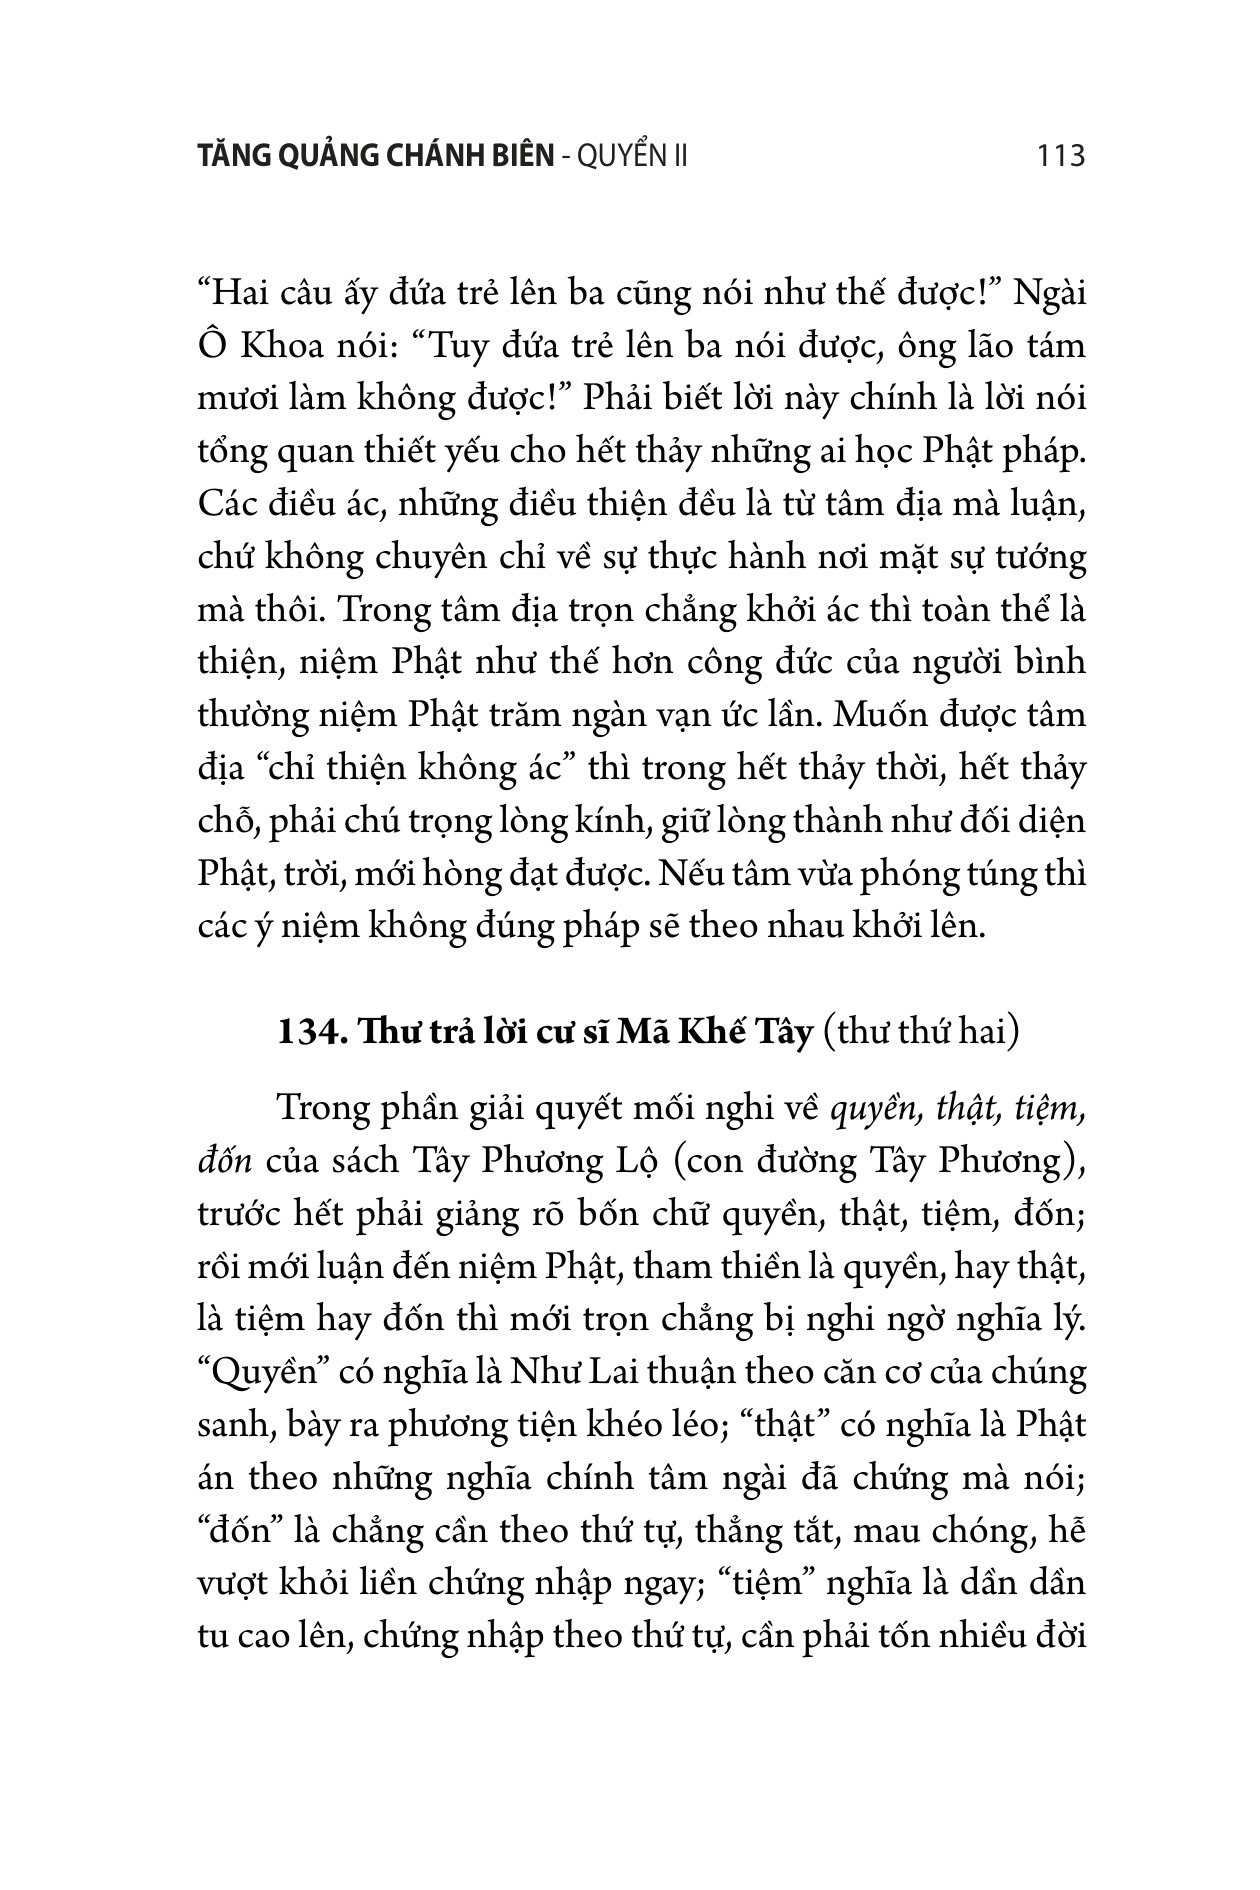 TĂNG QUẢNG CHÁNH BIÊN - QUYỂN II 113
“Hai câu ấy đứa trẻ lên ba cũng nói như thế được!” Ngài
Ô Khoa nói: “Tuy đứa trẻ lên ba nói được, ông lão tám
mươi làm không được!” Phải biết lời này chính là lời nói
tổng quan thiết yếu cho hết thảy những ai học Phật pháp.
Các điều ác, những điều thiện đều là từ tâm địa mà luận,
chứ không chuyên chỉ về sự thực hành nơi mặt sự tướng
mà thôi. Trong tâm địa trọn chẳng khởi ác thì toàn thể là
thiện, niệm Phật như thế hơn công đức của người bình
thường niệm Phật trăm ngàn vạn ức lần. Muốn được tâm
địa “chỉ thiện không ác” thì trong hết thảy thời, hết thảy
chỗ, phải chú trọng lòng kính, giữ lòng thành như đối diện
Phật, trời, mới hòng đạt được. Nếu tâm vừa phóng túng thì
các ý niệm không đúng pháp sẽ theo nhau khởi lên.
134. Thư trả lời cư sĩ Mã Khế Tây (thư thứ hai)
Trong phần giải quyết mối nghi về quyền, thật, tiệm,
đốn của sách Tây Phương Lộ (con đường Tây Phương),
trước hết phải giảng rõ bốn chữ quyền, thật, tiệm, đốn;
rồi mới luận đến niệm Phật, tham thiền là quyền, hay thật,
là tiệm hay đốn thì mới trọn chẳng bị nghi ngờ nghĩa lý.
“Quyền” có nghĩa là Như Lai thuận theo căn cơ của chúng
sanh, bày ra phương tiện khéo léo; “thật” có nghĩa là Phật
án theo những nghĩa chính tâm ngài đã chứng mà nói;
“đốn” là chẳng cần theo thứ tự, thẳng tắt, mau chóng, hễ
vượt khỏi liền chứng nhập ngay; “tiệm” nghĩa là dần dần
tu cao lên, chứng nhập theo thứ tự, cần phải tốn nhiều đời